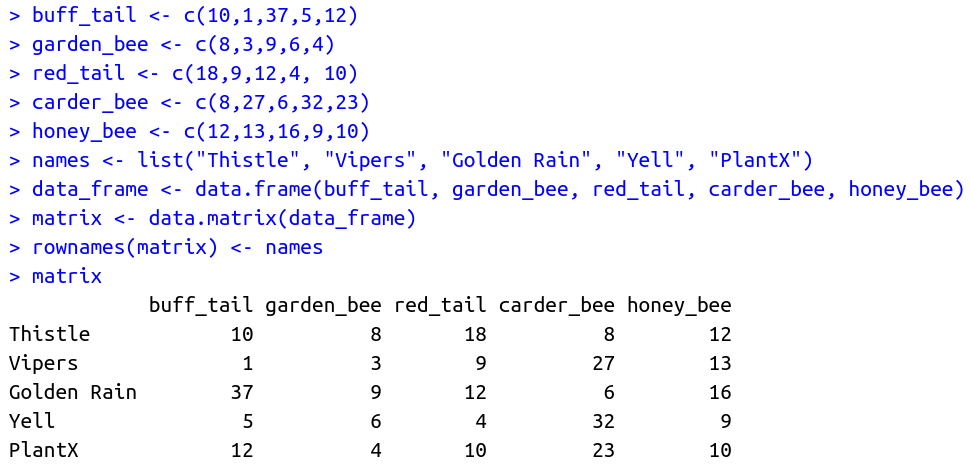 > buff_tail <- c(10,1,37,5,12)
> garden_bee <- c(8,3,9,6,4)
> red_tail <- c(18,9,12,4, 10)
> carder_bee <- c(8,27,6,32,23)
> honey_bee <- c(12,13,16,9,10)
> names <- list("Thistle", "Vipers", "Golden Rain", "Yell", "PlantX")
> data_frame <- data.frame(buff_tail, garden_bee, red_tail, carder_bee, honey_bee)
> matrix <- data.matrix(data_frame)
> rownames(matrix) <- names
> matrix
            buff_tail garden_bee red_tail carder_bee honey_bee
Thistle            10          8       18          8        12
Vipers              1          3        9         27        13
Golden Rain        37          9       12          6        16
Yell                5          6        4         32         9
PlantX             12          4       10         23        10